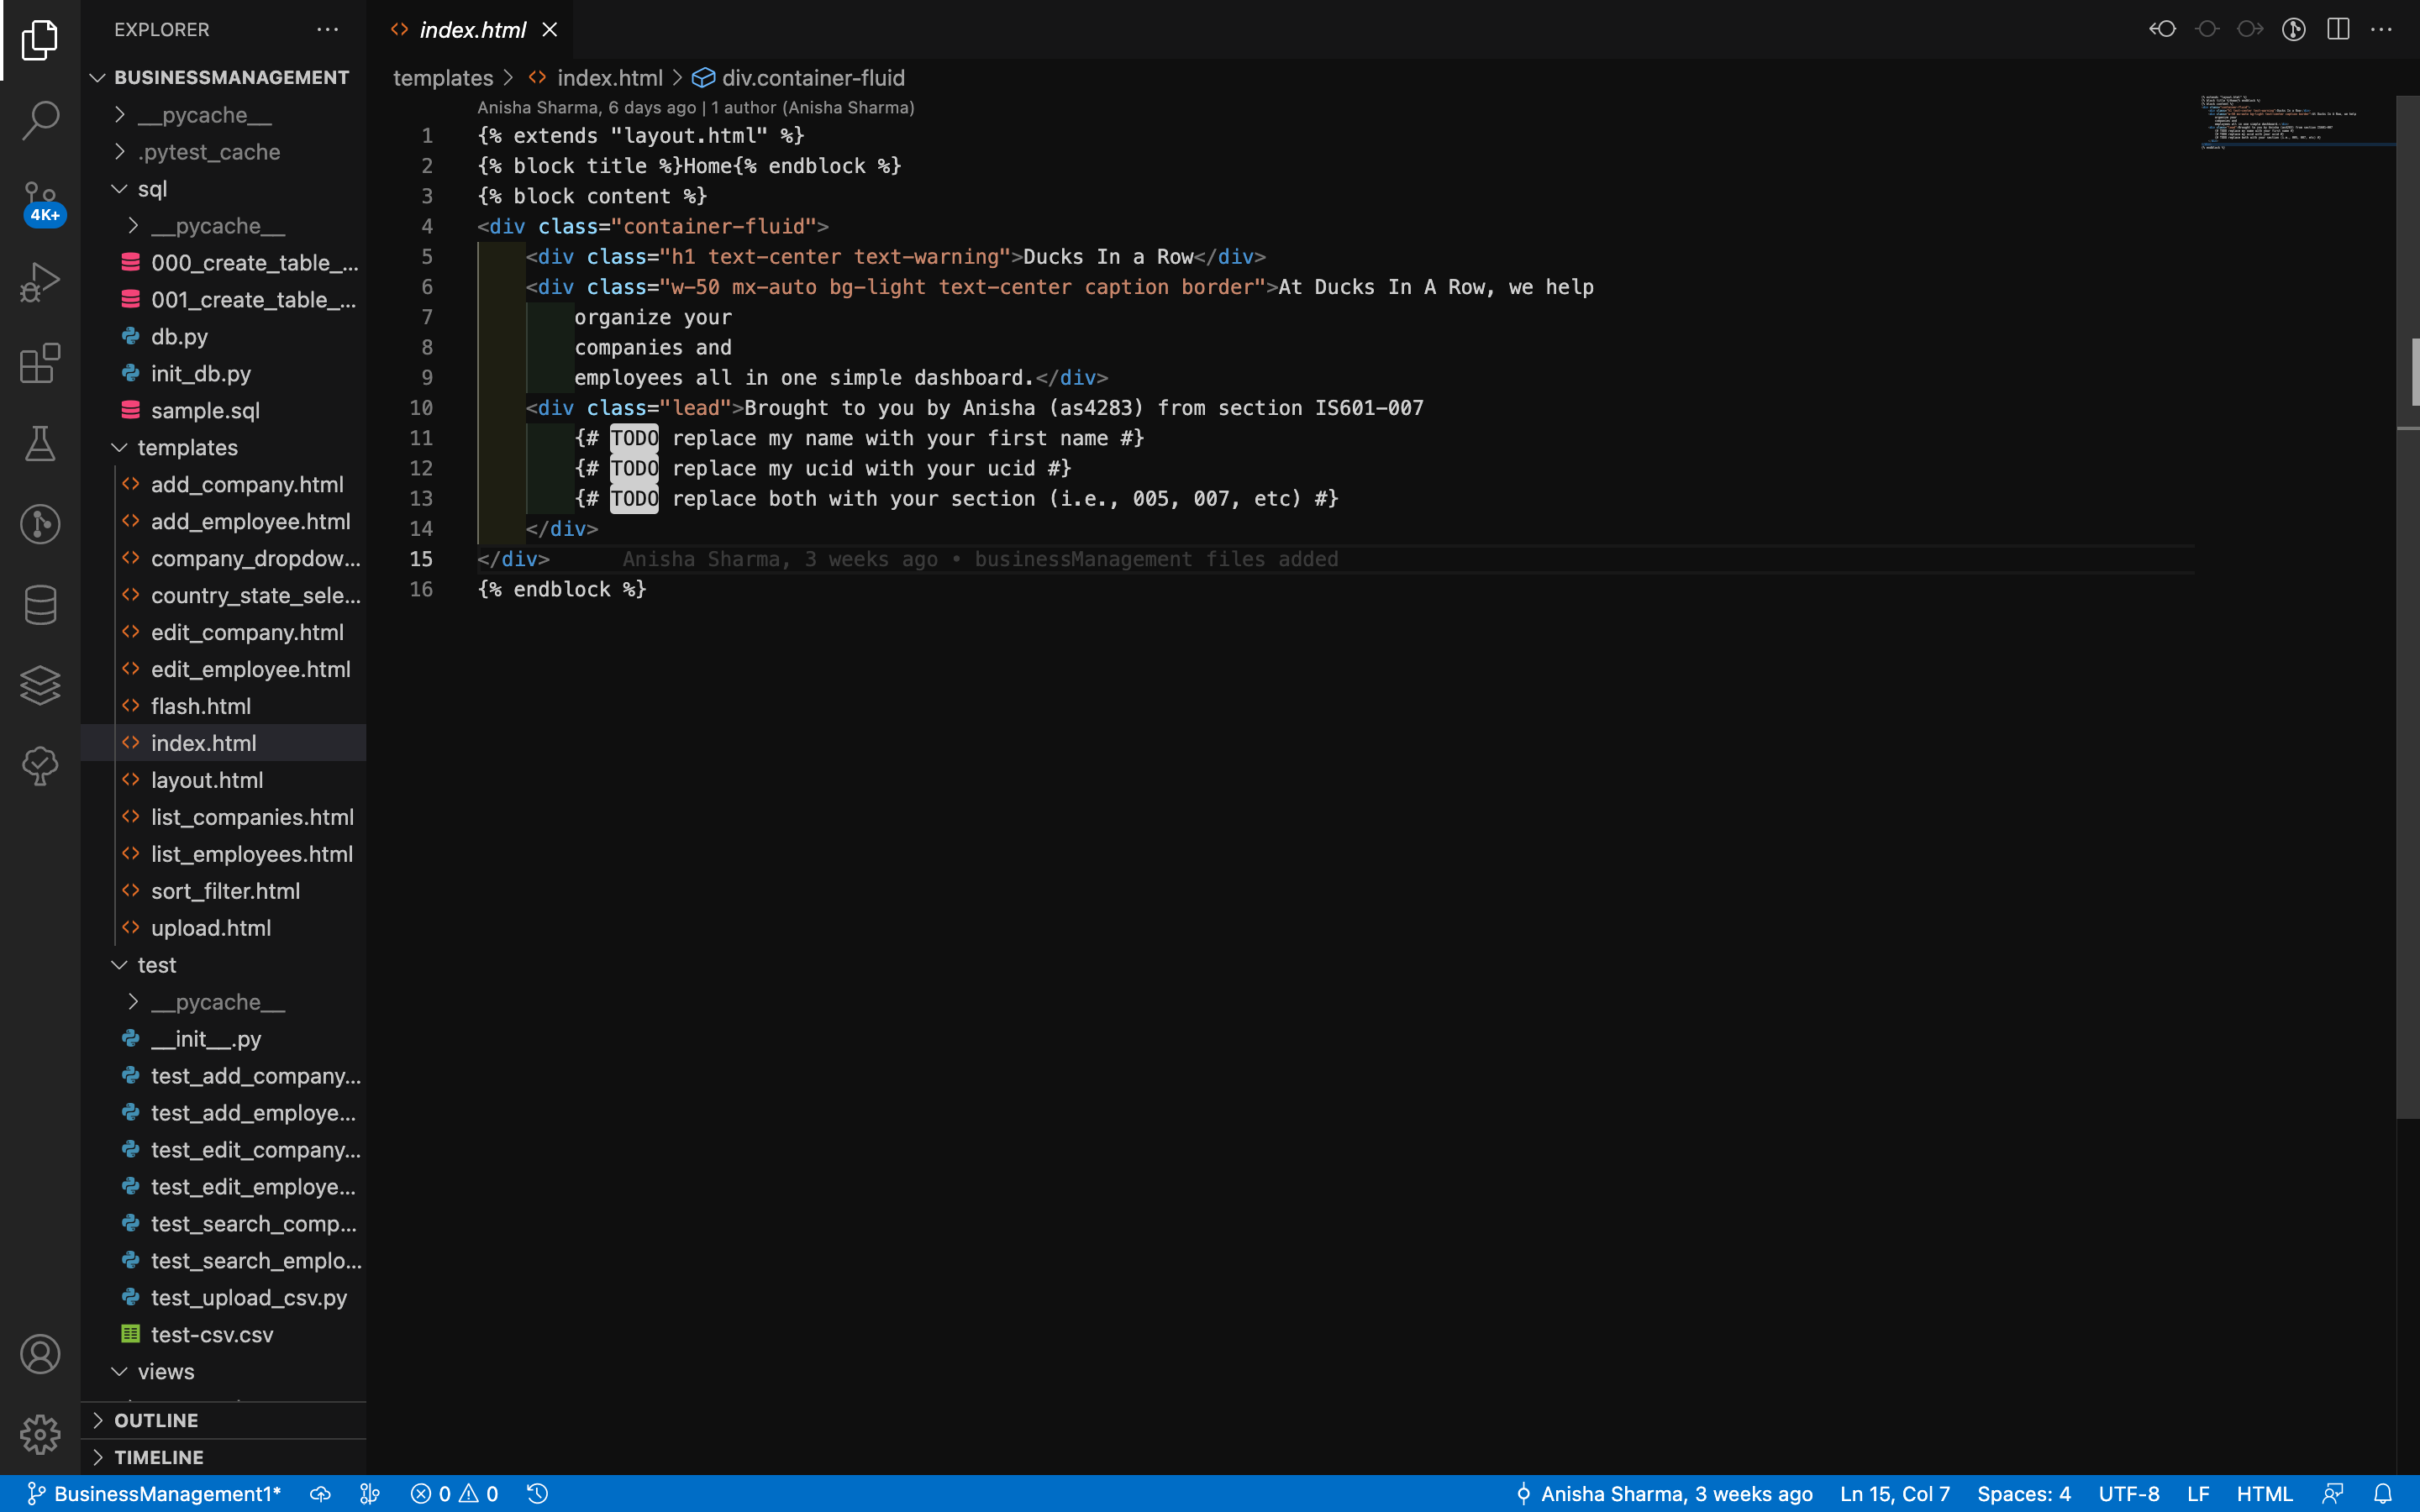 EXPLORER
BUSINESSMANAGEMENT
__pycache__
.pytest_cache
sql
__pycache__
000_create_table_...
001_create_table_...
db.py
init_db.py
sample.sql
templates
add_company.html
add_employee.html
company_dropdow...
country_state_sele...
edit_company.html
edit_employee.html
flash.html
index.html
layout.html
list_companies.html
list_employees.html
sort_filter.html
upload.html
test
__pycache__
__init__.py
test_add_company...
test_add_employe...
test_edit_company...
test_edit_employe...
test_search_comp...
test_search_emplo...
test_upload_csv.py
test-csv.csv
views
OUTLINE
TIMELINE
4K+
index.html
templates > index.html > div.container-fluid
Anisha Sharma, 6 days ago | 1 author (Anisha Sharma)
1 {% extends "layout.html" %}
2 {% block title %}Home{% endblock %}
3 {% block content %}
4 <div class="container-fluid">
5 <div class="h1 text-center text-warning">Ducks In a Row</div>
6 <div class="w-50 mx-auto bg-light text-center caption border">At Ducks In A Row, we help
7 organize your
8 companies and
9 employees all in one simple dashboard.</div>
10 <div class="lead">Brought to you by Anisha (as4283) from section IS601-007
11 {# TODO replace my name with your first name #}
12 {# TODO replace my ucid with your ucid #}
13 {# TODO replace both with your section (i.e., 005, 007, etc) #}
14 </div>
15 </div> Anisha Sharma, 3 weeks ago • businessManagement files added
16 {% endblock %}
BusinessManagement1* 0 0 Anisha Sharma, 3 weeks ago Ln 15, Col 7 Spaces: 4 UTF-8 LF HTML